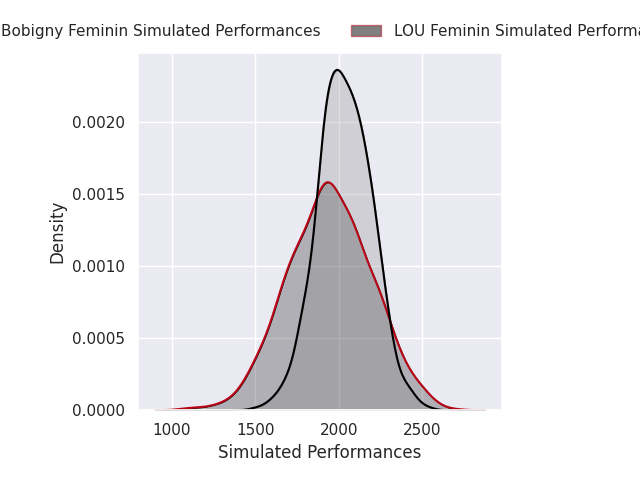 Bobigny Feminin Simulated Performances
LOU Feminin Simulated
0.0020
0.0015
0.0010
0.0005
0.0000
Density
1000 1500 2000 2500
Simulated Performances